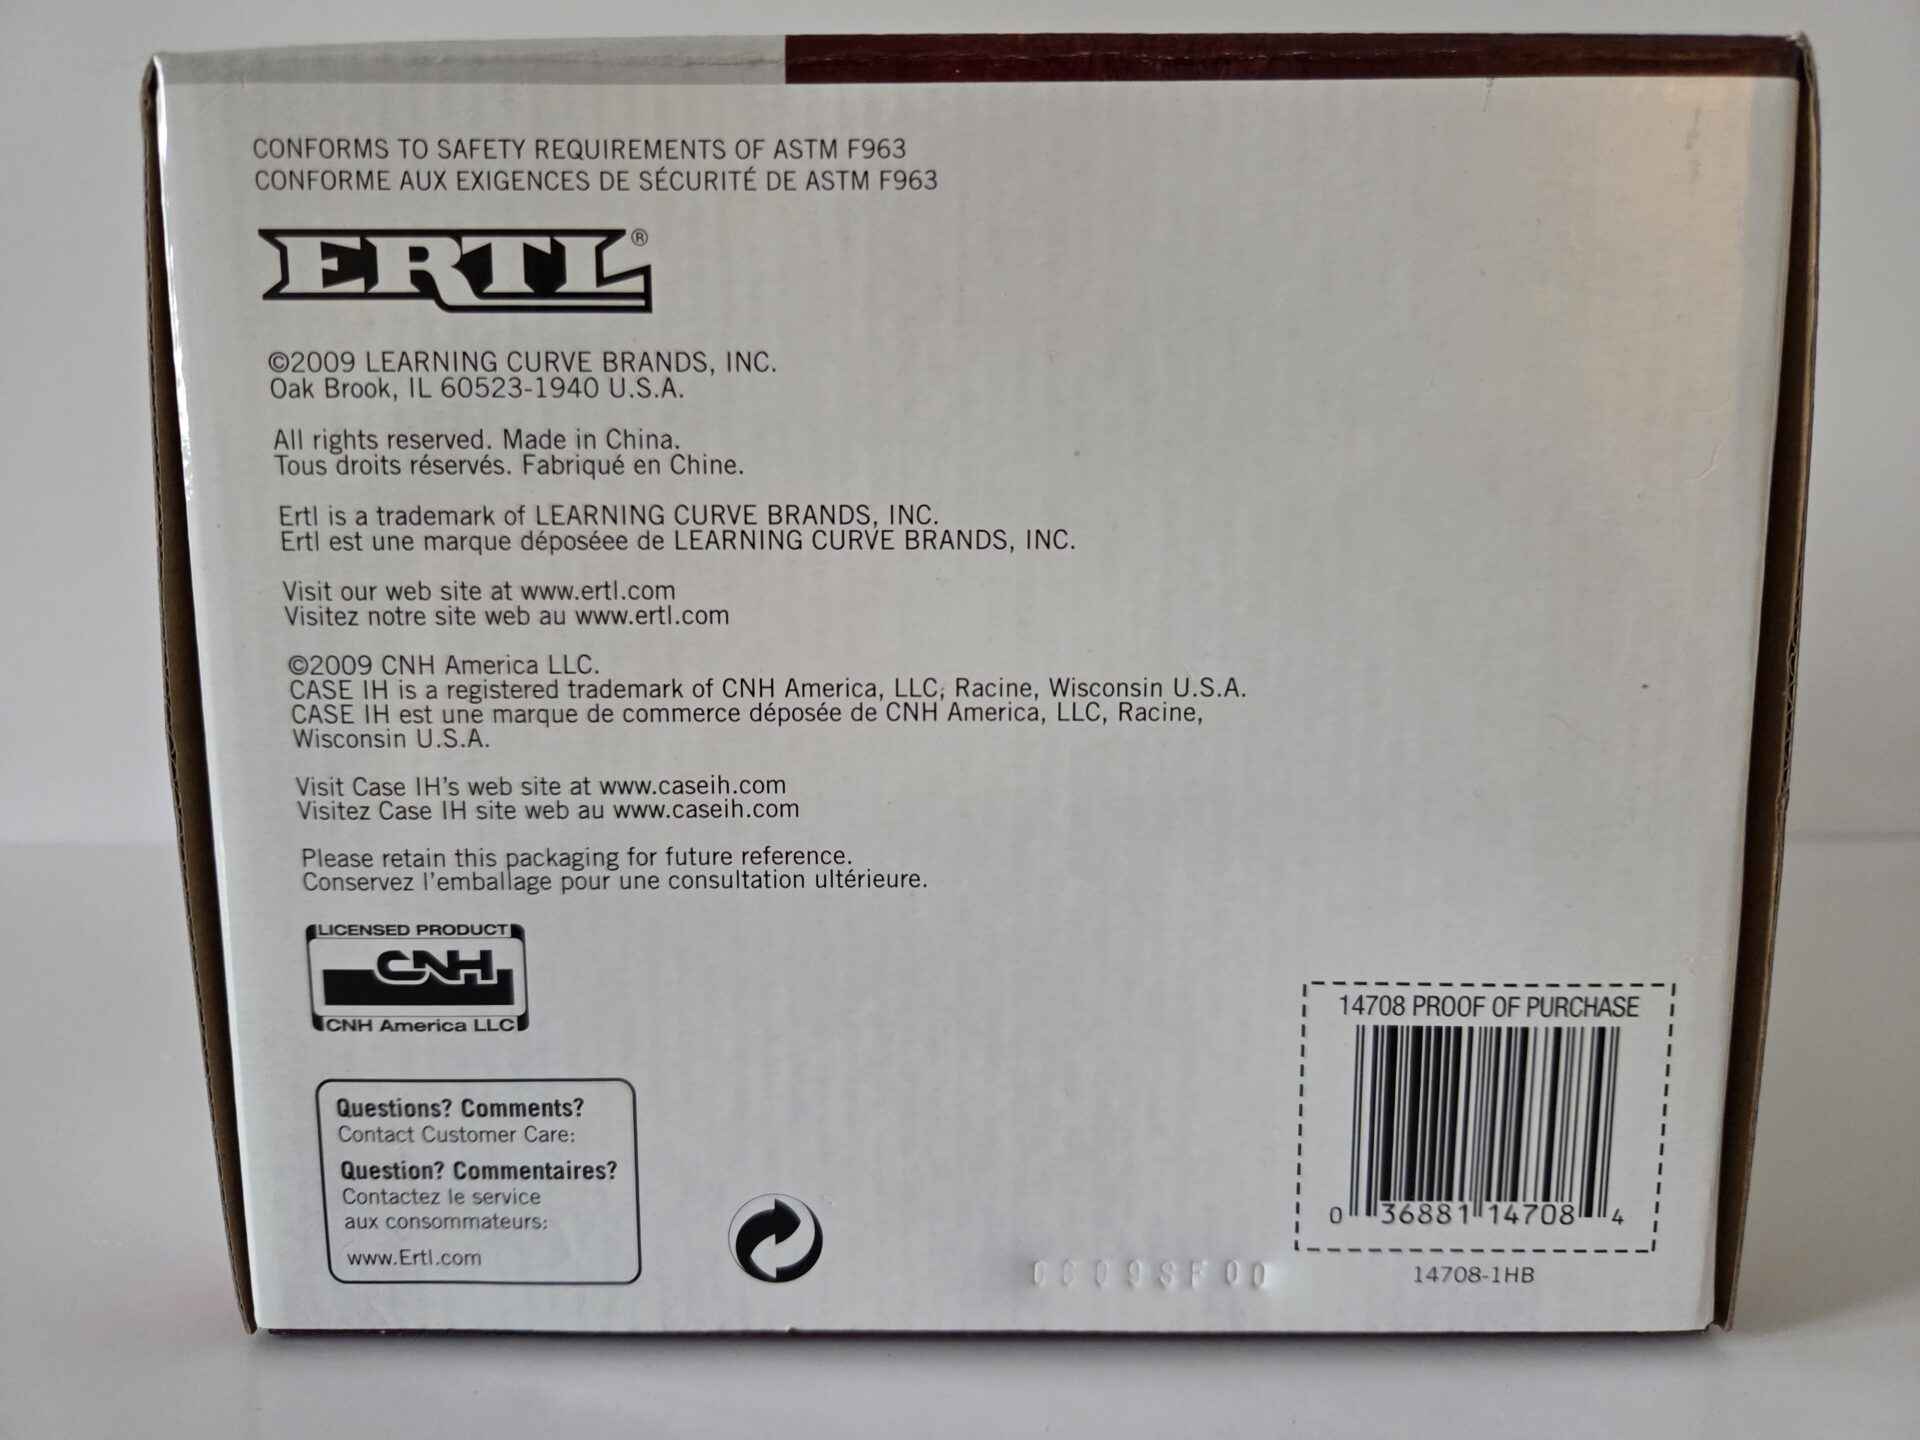 CONFORMS TO SAFETY REQUIREMENTS OF ASTM F963
CONFORME AUX EXIGENCES DE SÉCURITÉ DE ASTM F963
ERTL®
©2009 LEARNING CURVE BRANDS, INC.
Oak Brook, IL 60523-1940 U.S.A.
All rights reserved. Made in China.
Tous droits réservés. Fabriqué en Chine.
Ertl is a trademark of LEARNING CURVE BRANDS, INC.
Ertl est une marque déposéee de LEARNING CURVE BRANDS, INC.
Visit our web site at www.ertl.com
Visitez notre site web au www.ertl.com
©2009 CNH America LLC.
CASE IH is a registered trademark of CNH America, LLC, Racine, Wisconsin U.S.A.
CASE IH est une marque de commerce déposée de CNH America, LLC, Racine,
Wisconsin U.S.A.
Visit Case IH's web site at www.caseih.com
Visitez Case IH site web au www.caseih.com
Please retain this packaging for future reference.
Conservez l'emballage pour une consultation ultérieure.
LICENSED PRODUCT
CNH
CNH America LLC
Questions? Comments?
Contact Customer Care:
Question? Commentaires?
Contactez le service
aux consommateurs:
www.Ertl.com
14708 PROOF OF PURCHASE
0 36881 14708 4
14708-1HB